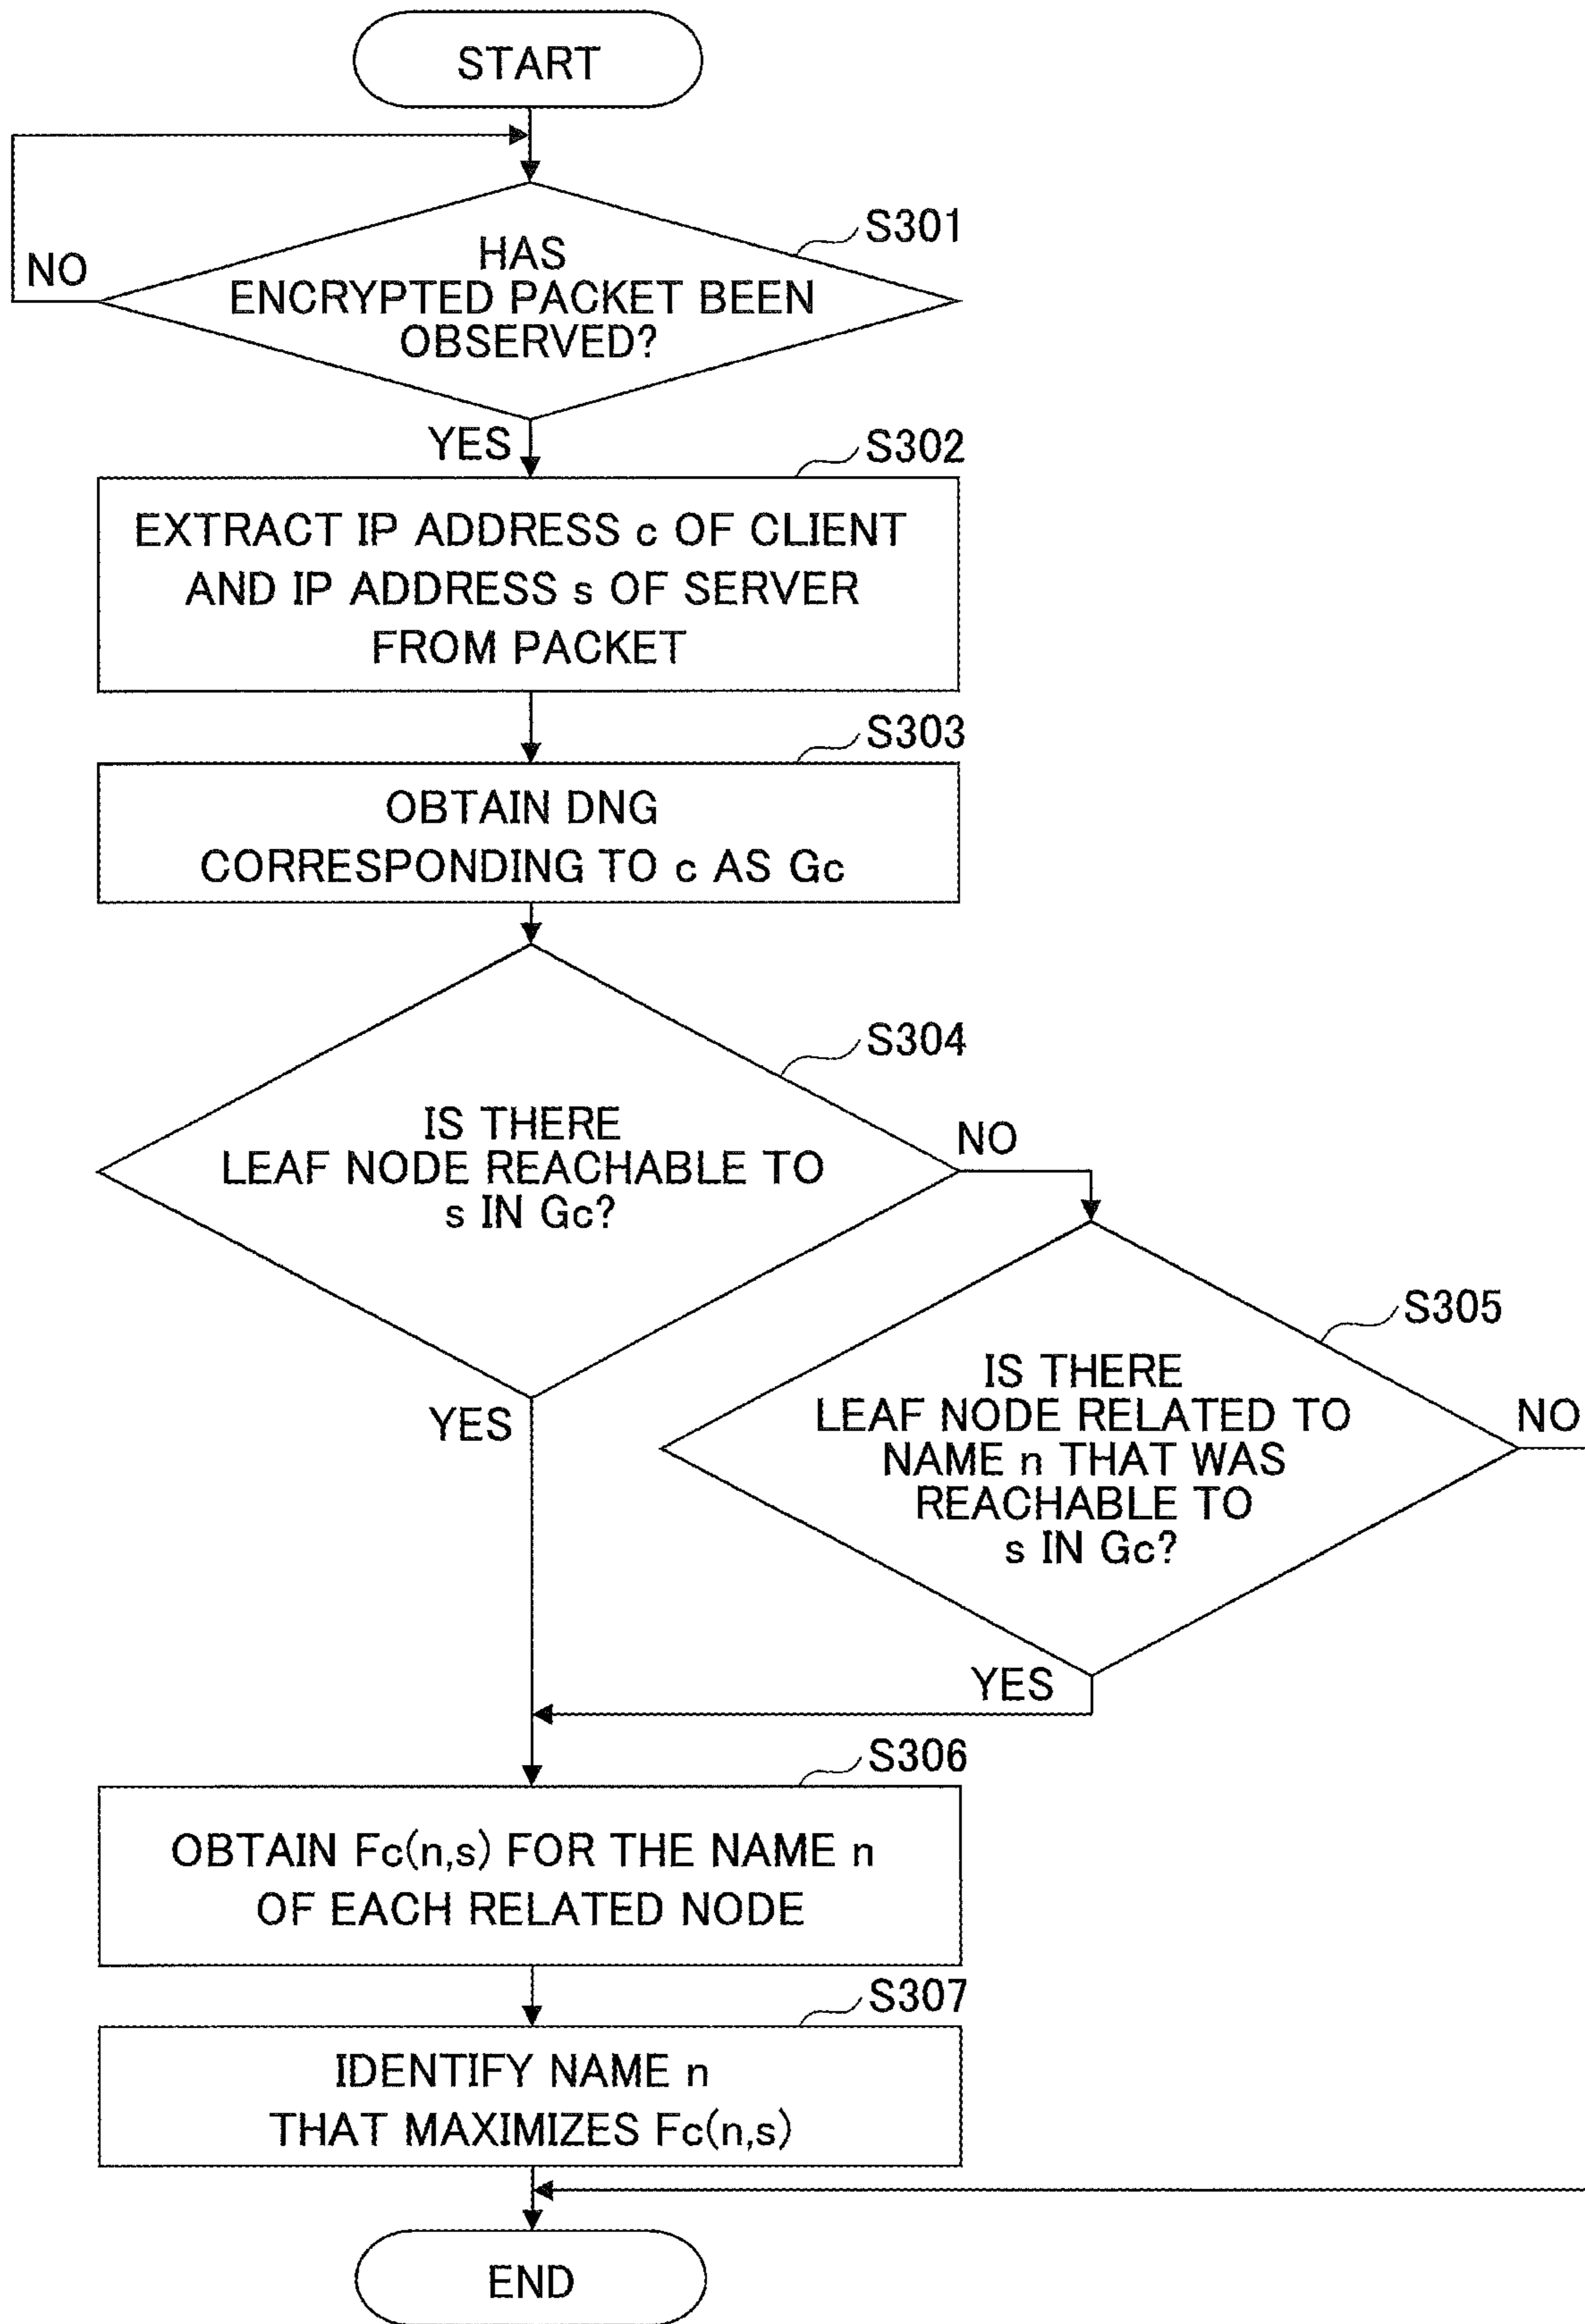 START
S301
NO
HAS
ENCRYPTED PACKET BEEN
OBSERVED?
YES
S302
EXTRACT IP ADDRESS c OF CLIENT
AND IP ADDRESS s OF SERVER
FROM PACKET
S303
OBTAIN DNG
CORRESPONDING TO c AS Gc
S304
IS THERE
LEAF NODE REACHABLE TO
s IN Gc?
NO
YES
S305
IS THERE
LEAF NODE RELATED TO
NAME n THAT WAS
REACHABLE TO
s IN Gc?
NO
YES
S306
OBTAIN Fc(n,s) FOR THE NAME n
OF EACH RELATED NODE
S307
IDENTIFY NAME n
THAT MAXIMIZES Fc(n,s)
END